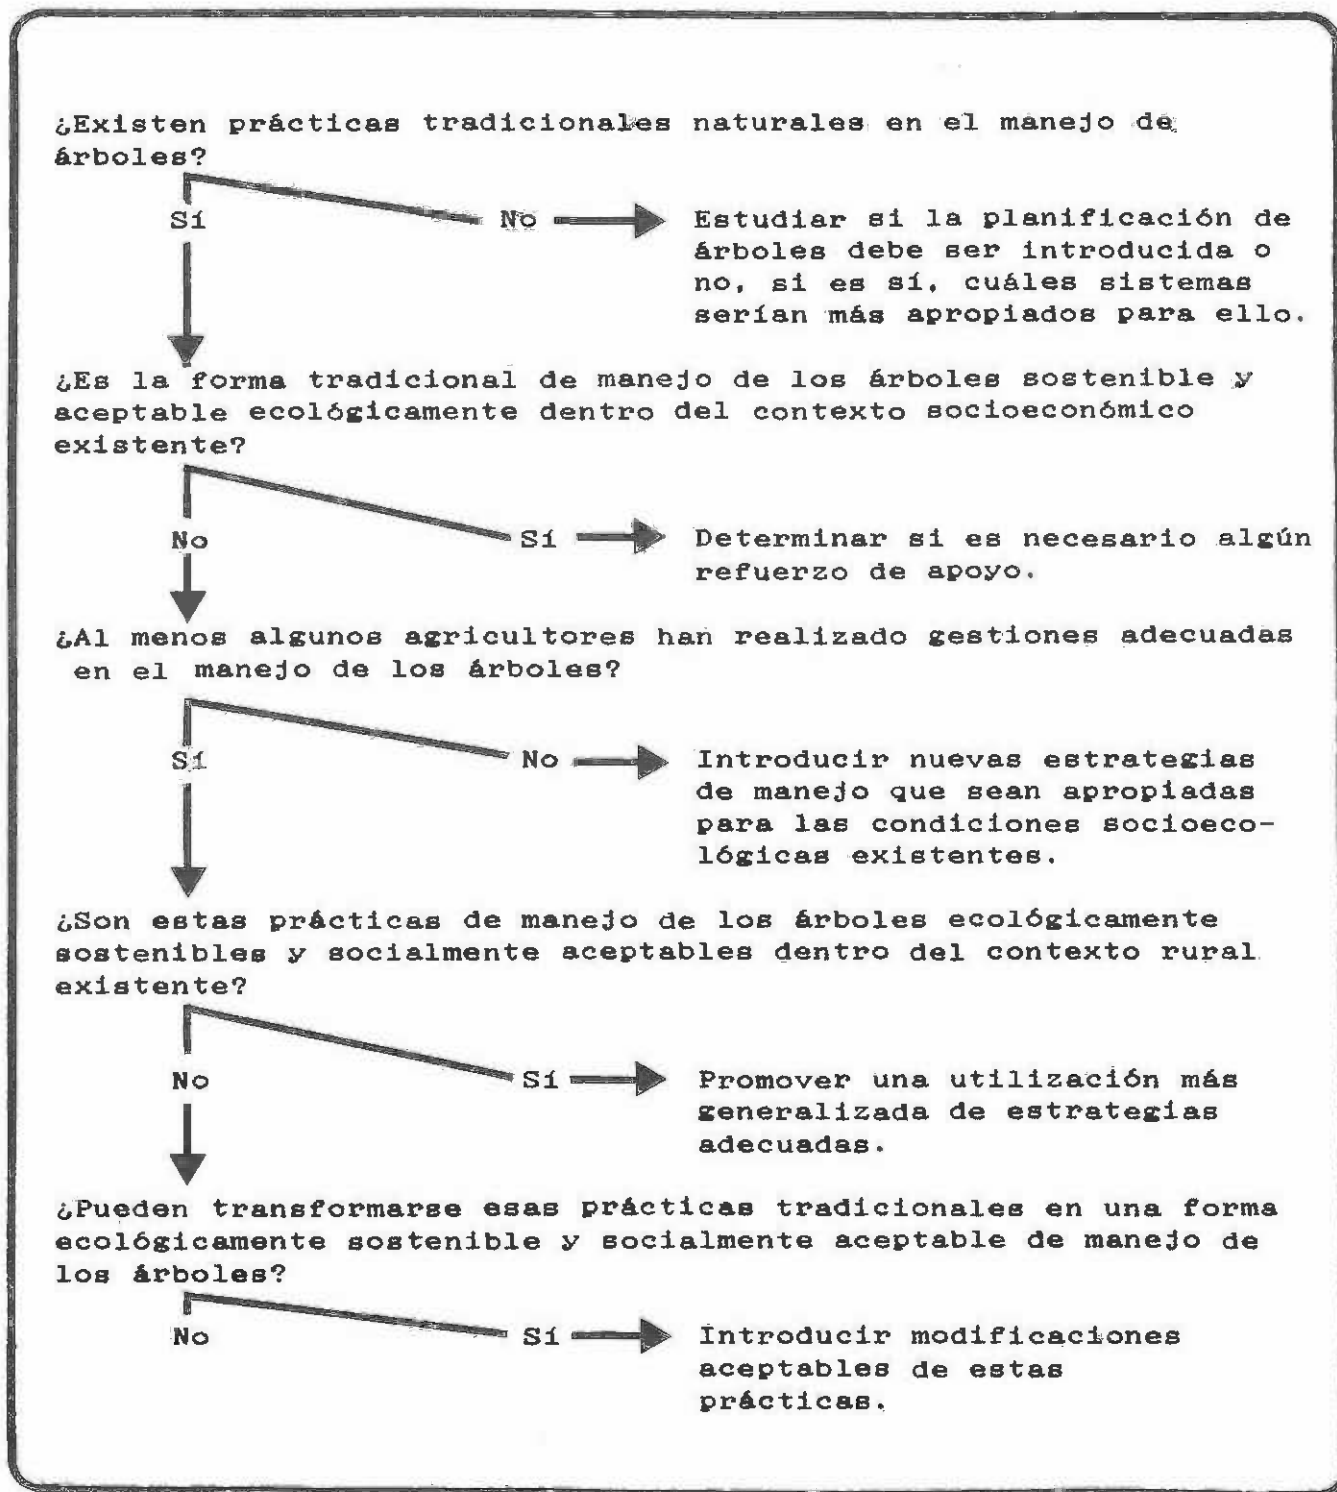 ¿Existen prácticas tradicionales naturales en el manejo de
árboles?
Sí
No
Estudiar si la planificación de
árboles debe ser introducida o
no, si es sí, cuáles sistemas
serían más apropiados para ello.
¿Es la forma tradicional de manejo de los árboles sostenible y
aceptable ecológicamente dentro del contexto socioeconómico
existente?
No
Sí
Determinar si es necesario algún
refuerzo de apoyo.
¿Al menos algunos agricultores han realizado gestiones adecuadas
en el manejo de los árboles?
Sí
No
Introducir nuevas estrategias
de manejo que sean apropiadas
para las condiciones socioeco-
lógicas existentes.
¿Son estas prácticas de manejo de los árboles ecológicamente
sostenibles y socialmente aceptables dentro del contexto rural
existente?
No
Sí
Promover una utilización más
generalizada de estrategias
adecuadas.
¿Pueden transformarse esas prácticas tradicionales en una forma
ecológicamente sostenible y socialmente aceptable de manejo de
los árboles?
No
Sí
Introducir modificaciones
aceptables de estas
prácticas.